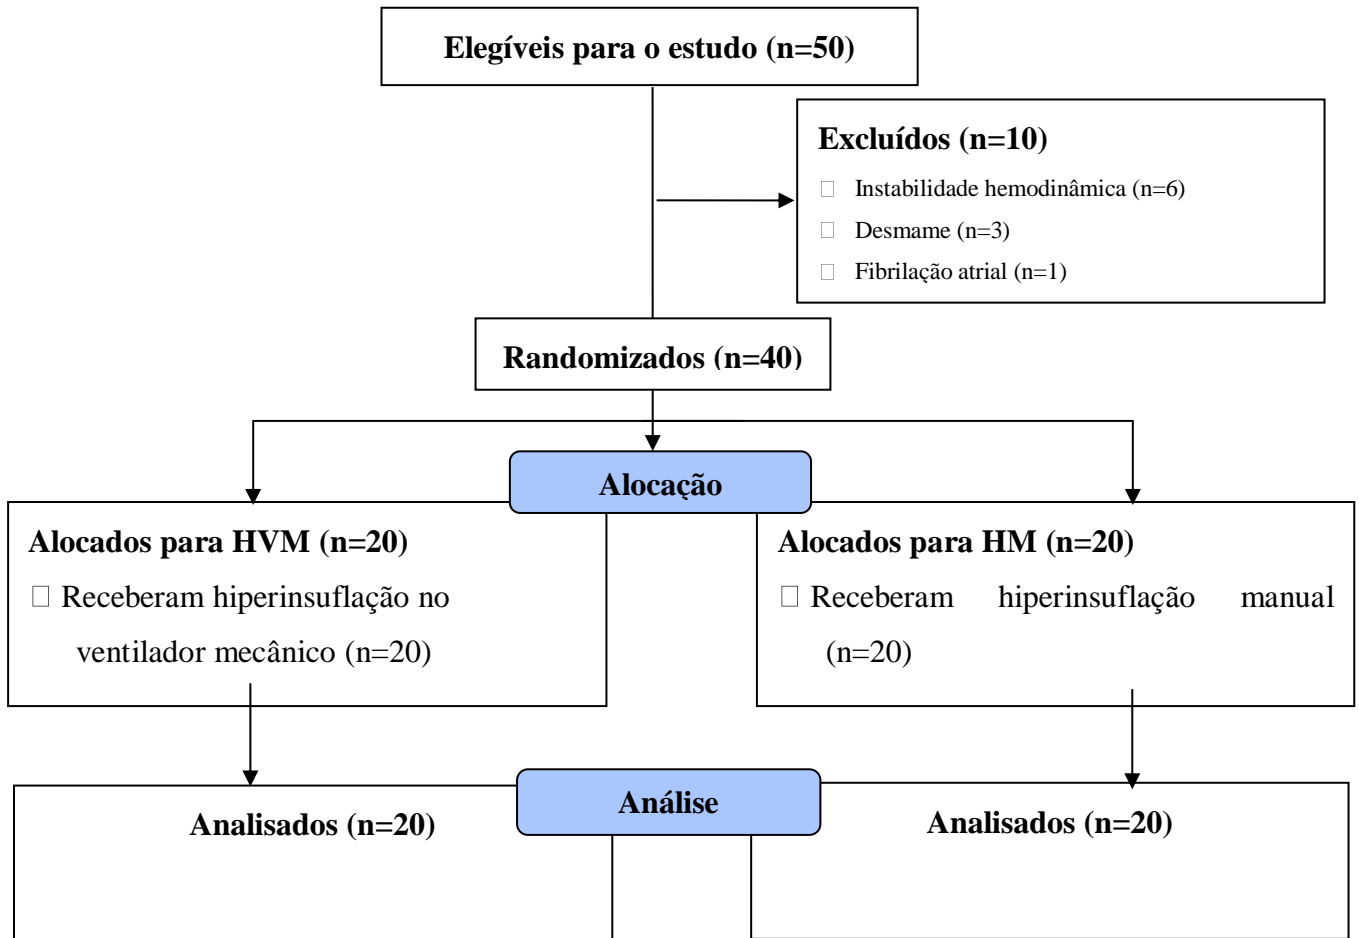 Elegíveis para o estudo (n=50)
Excluídos (n=10)
Instabilidade hemodinâmica (n=6)
Desmame (n=3)
Fibrilação atrial (n=1)
Randomizados (n=40)
Alocação
Alocados para HVM (n=20)
Receberam hiperinsuflação no
ventilador mecânico (n=20)
Alocados para HM (n=20)
Receberam hiperinsuflação manual
(n=20)
Análise
Analisados (n=20)
Analisados (n=20)